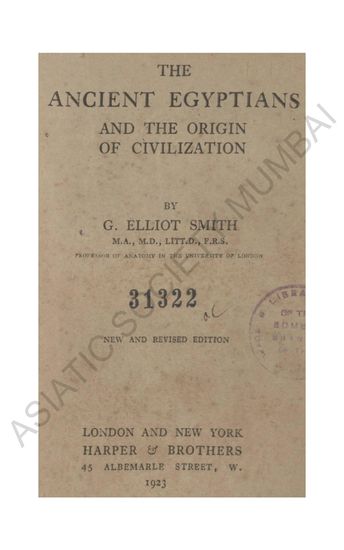 THE
ANCIENT EGYPTIANS
AND THE ORIGIN
OF CIVILIZATION
BY
G. ELLIOT SMITH
M.A., M.D., LITT.D., F.R.S.
PROFESSOR OF ANATOMY IN THE UNIVERSITY OF LONDON
31322
NEW AND REVISED EDITION
LONDON AND NEW YORK
HARPER & BROTHERS
45 ALBEMARLE STREET, W.
1923
ASIATIC SOCIETY MUMBAI